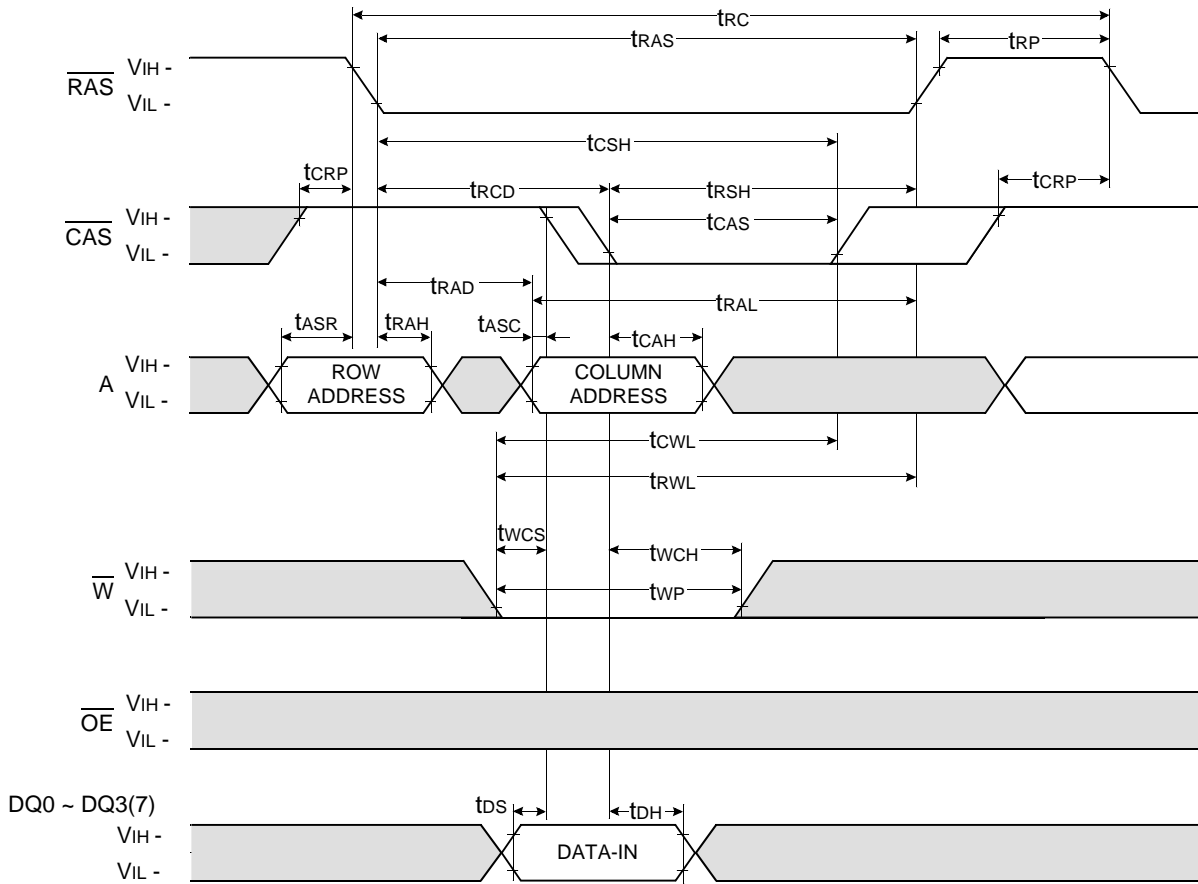 tRC
tRAS
tRP
RAS
VIH -
VIL -
tCSH
tCRP
tRCD
tRSH
tCRP
CAS
VIH -
VIL -
tCAS
tRAD
tRAL
tASR
tRAH
tASC
tCAH
A
VIH -
VIL -
ROW
ADDRESS
COLUMN
ADDRESS
tCWL
tRWL
tWCS
tWCH
W
VIH -
VIL -
tWP
OE
VIH -
VIL -
DQ0 ~ DQ3(7)
tDS
tDH
VIH -
VIL -
DATA-IN